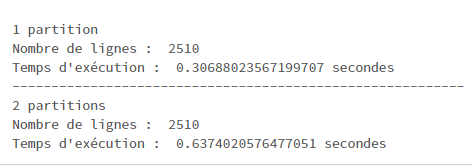 1 partition
Nombre de lignes :  2510
Temps d'exécution :  0.30688023567199707 secondes
----------------------------------------------------------
2 partitions
Nombre de lignes :  2510
Temps d'exécution :  0.6374020576477051 secondes